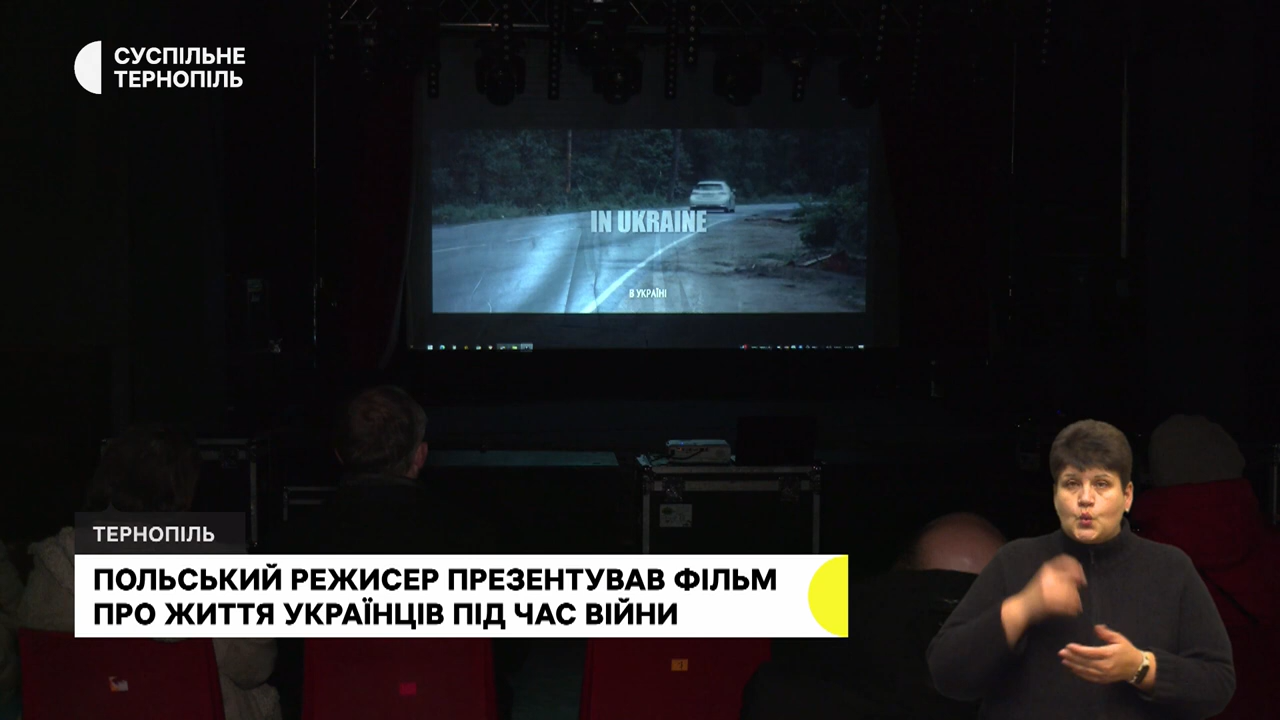 СУСПІЛЬНЕ
ТЕРНОПІЛЬ
IN UKRAINE
В УКРАЇНІ
ТЕРНОПІЛЬ
ПОЛЬСЬКИЙ РЕЖИСЕР ПРЕЗЕНТУВАВ ФІЛЬМ
ПРО ЖИТТЯ УКРАЇНЦІВ ПІД ЧАС ВІЙНИ